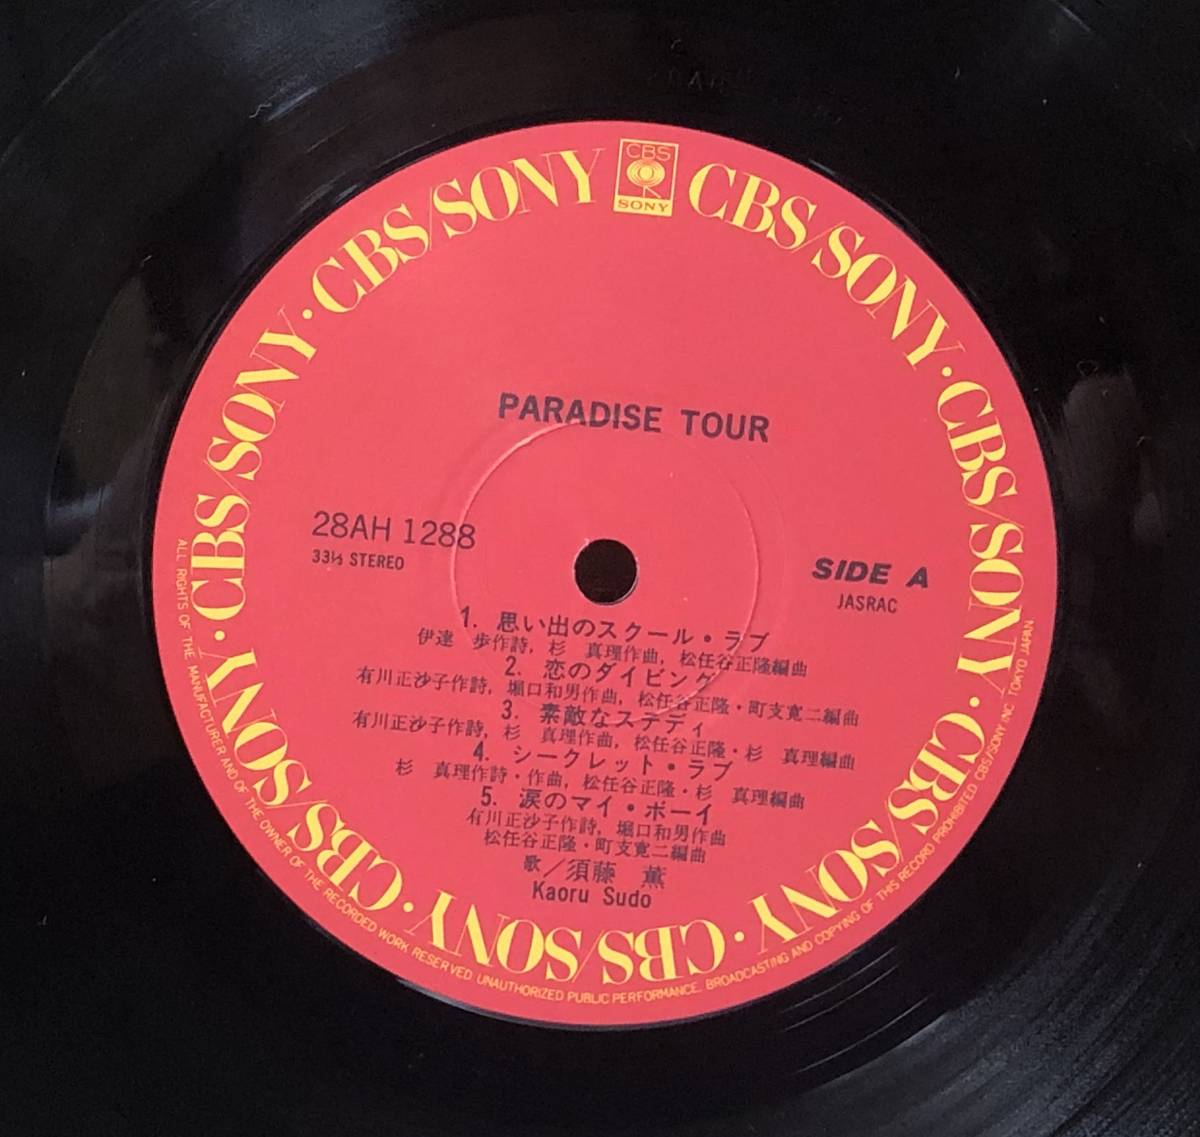 CBS
SONY
CBS/SONY · CBS/SONY · CBS/SONY · CBS/SONY · CBS/SONY · CBS/SONY · CBS/SONY · CBS/SONY
PARADISE TOUR
28AH 1288
33⅓ STEREO
SIDE A
JASRAC
1. 思い出のスクール・ラブ
伊達 歩作詩, 杉 真理作曲, 松任谷正隆編曲
2. 恋のダイビング
有川正沙子作詩, 堀口和男作曲, 松任谷正隆・町支寛二編曲
3. 素敵なステディ
有川正沙子作詩, 杉 真理作曲, 松任谷正隆・杉 真理編曲
4. シークレット・ラブ
杉 真理作詩・作曲, 松任谷正隆・杉 真理編曲
5. 涙のマイ・ボーイ
有川正沙子作詩, 堀口和男作曲
松任谷正隆・町支寛二編曲
歌／須藤 薫
Kaoru Sudo
ALL RIGHTS OF THE MANUFACTURER AND OF THE OWNER OF THE RECORDED WORK RESERVED UNAUTHORIZED PUBLIC PERFORMANCE. BROADCASTING AND COPYING OF THIS RECORD PROHIBITED CBS/SONY INC. TOKYO JAPAN